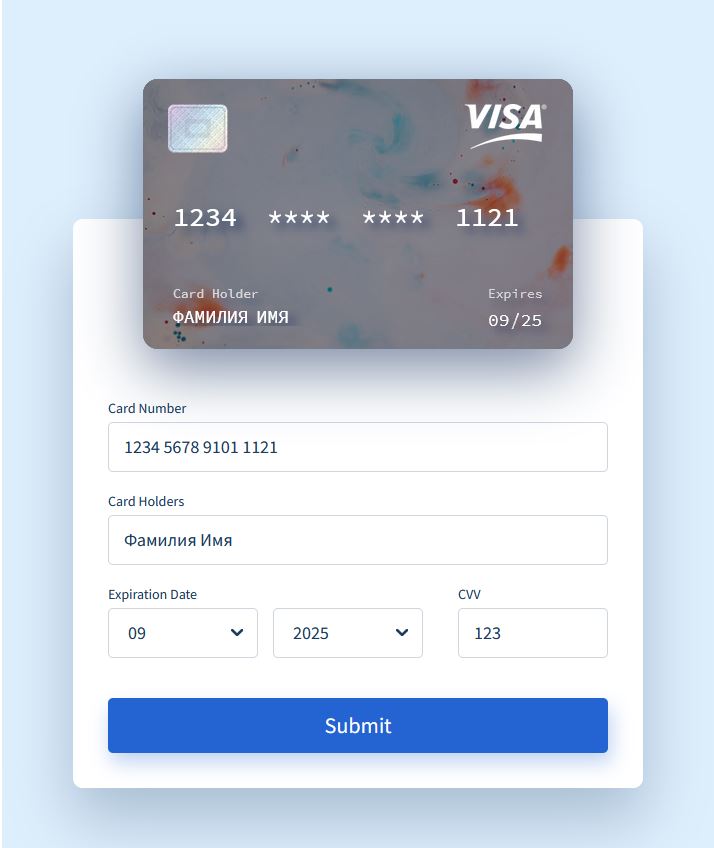 VISA
1234 **** **** 1121
Card Holder Expires
ФАМИЛИЯ ИМЯ 09/25
Card Number
1234 5678 9101 1121
Card Holders
Фамилия Имя
Expiration Date CVV
09 2025 123
Submit